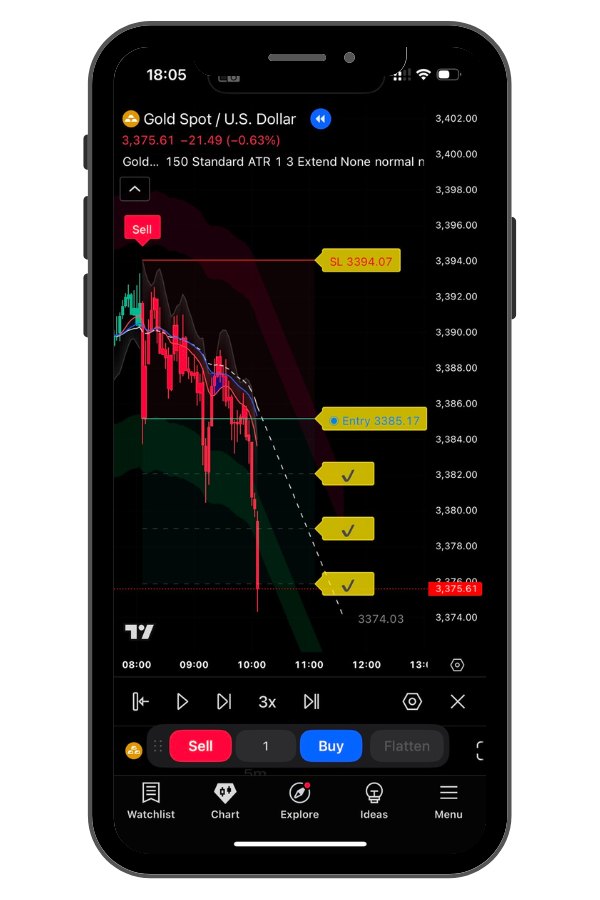 18:05
Gold Spot / U.S. Dollar
3,375.61 −21.49 (−0.63%)
Gold... 150 Standard ATR 1 3 Extend None normal n
Sell
SL 3394.07
Entry 3385.17
✓
✓
✓
3374.03
3,402.00
3,400.00
3,398.00
3,396.00
3,394.00
3,392.00
3,390.00
3,388.00
3,386.00
3,384.00
3,382.00
3,380.00
3,378.00
3,376.00
3,375.61
3,374.00
08:00 09:00 10:00 11:00 12:00 13:
3x
Sell 1 Buy Flatten
5m
Watchlist Chart Explore Ideas Menu